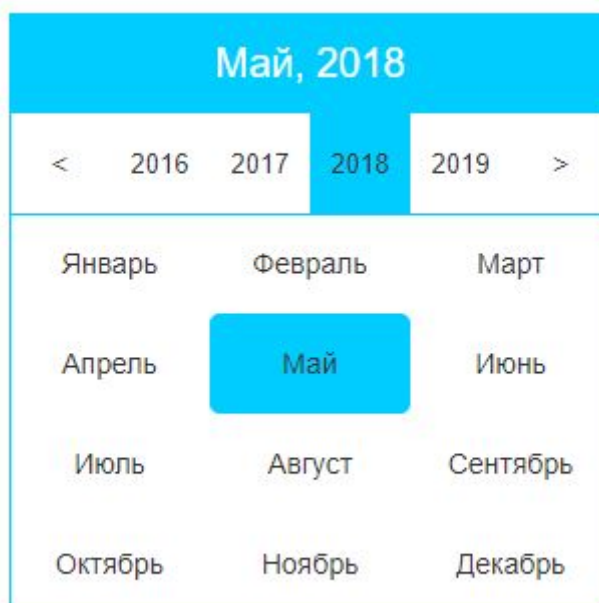 Май, 2018
< 2016 2017 2018 2019 >
Январь Февраль Март
Апрель Май Июнь
Июль Август Сентябрь
Октябрь Ноябрь Декабрь